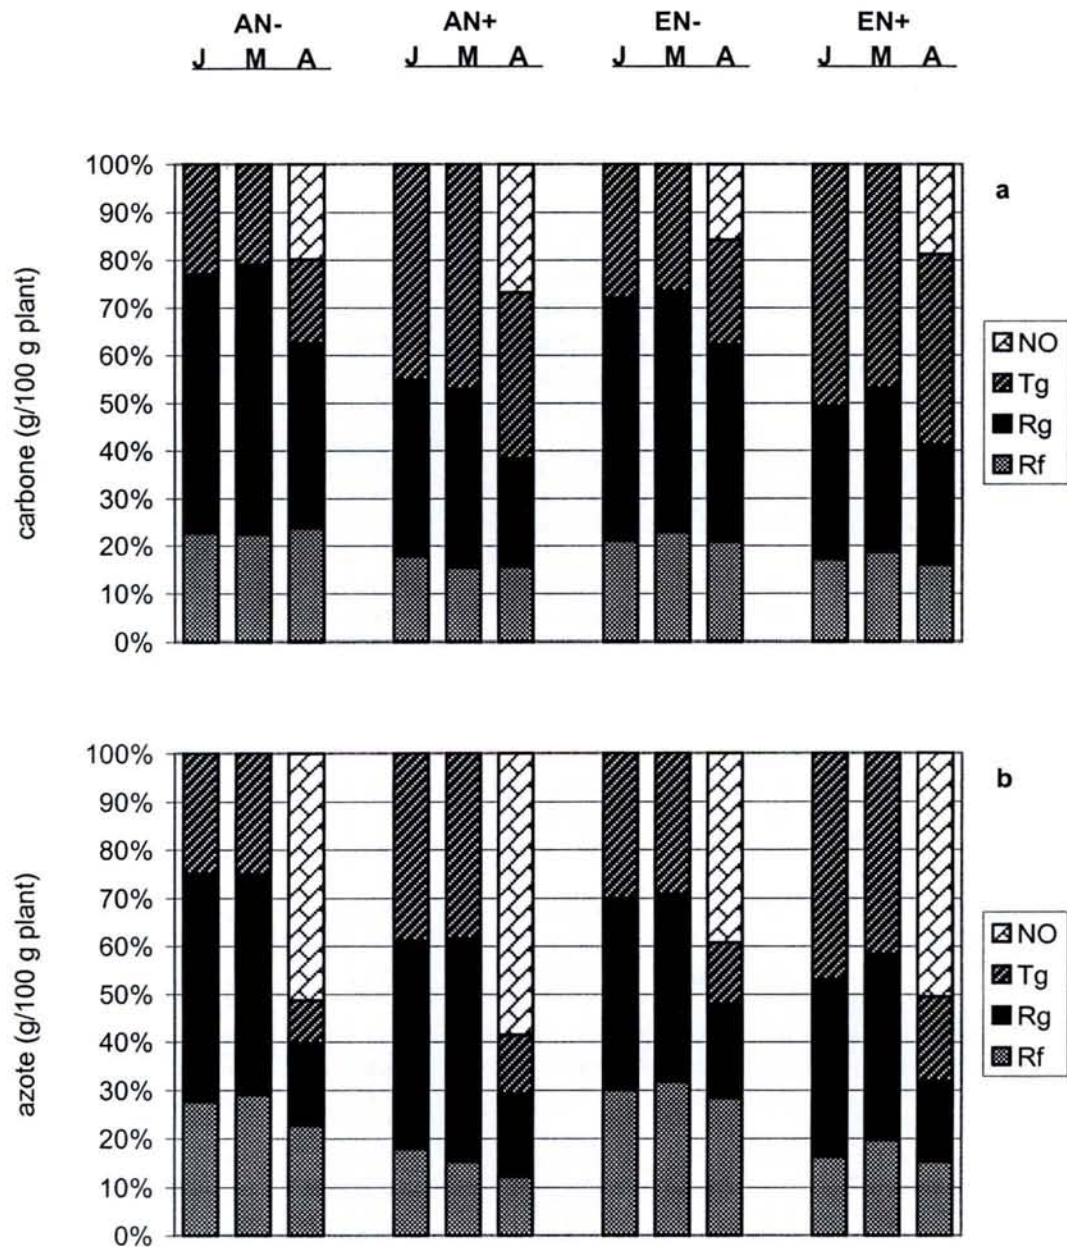 AN- AN+ EN- EN+
J M A J M A J M A J M A
a
100%
90%
80%
70%
60%
50%
40%
30%
20%
10%
0%
carbone (g/100 g plant)
NO
Tg
Rg
Rf
b
100%
90%
80%
70%
60%
50%
40%
30%
20%
10%
0%
azote (g/100 g plant)
NO
Tg
Rg
Rf